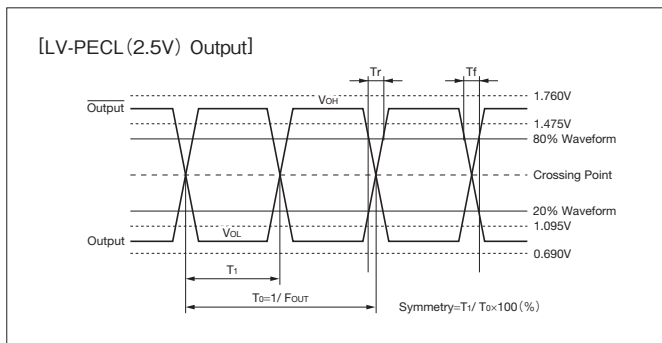 [LV-PECL(2.5V) Output]
Tr
Tf
Output
VOH
1.760V
1.475V
80% Waveform
Crossing Point
20% Waveform
1.095V
Output
VOL
0.690V
T1
T0=1/ FOUT
Symmetry=T1/ T0×100(%)